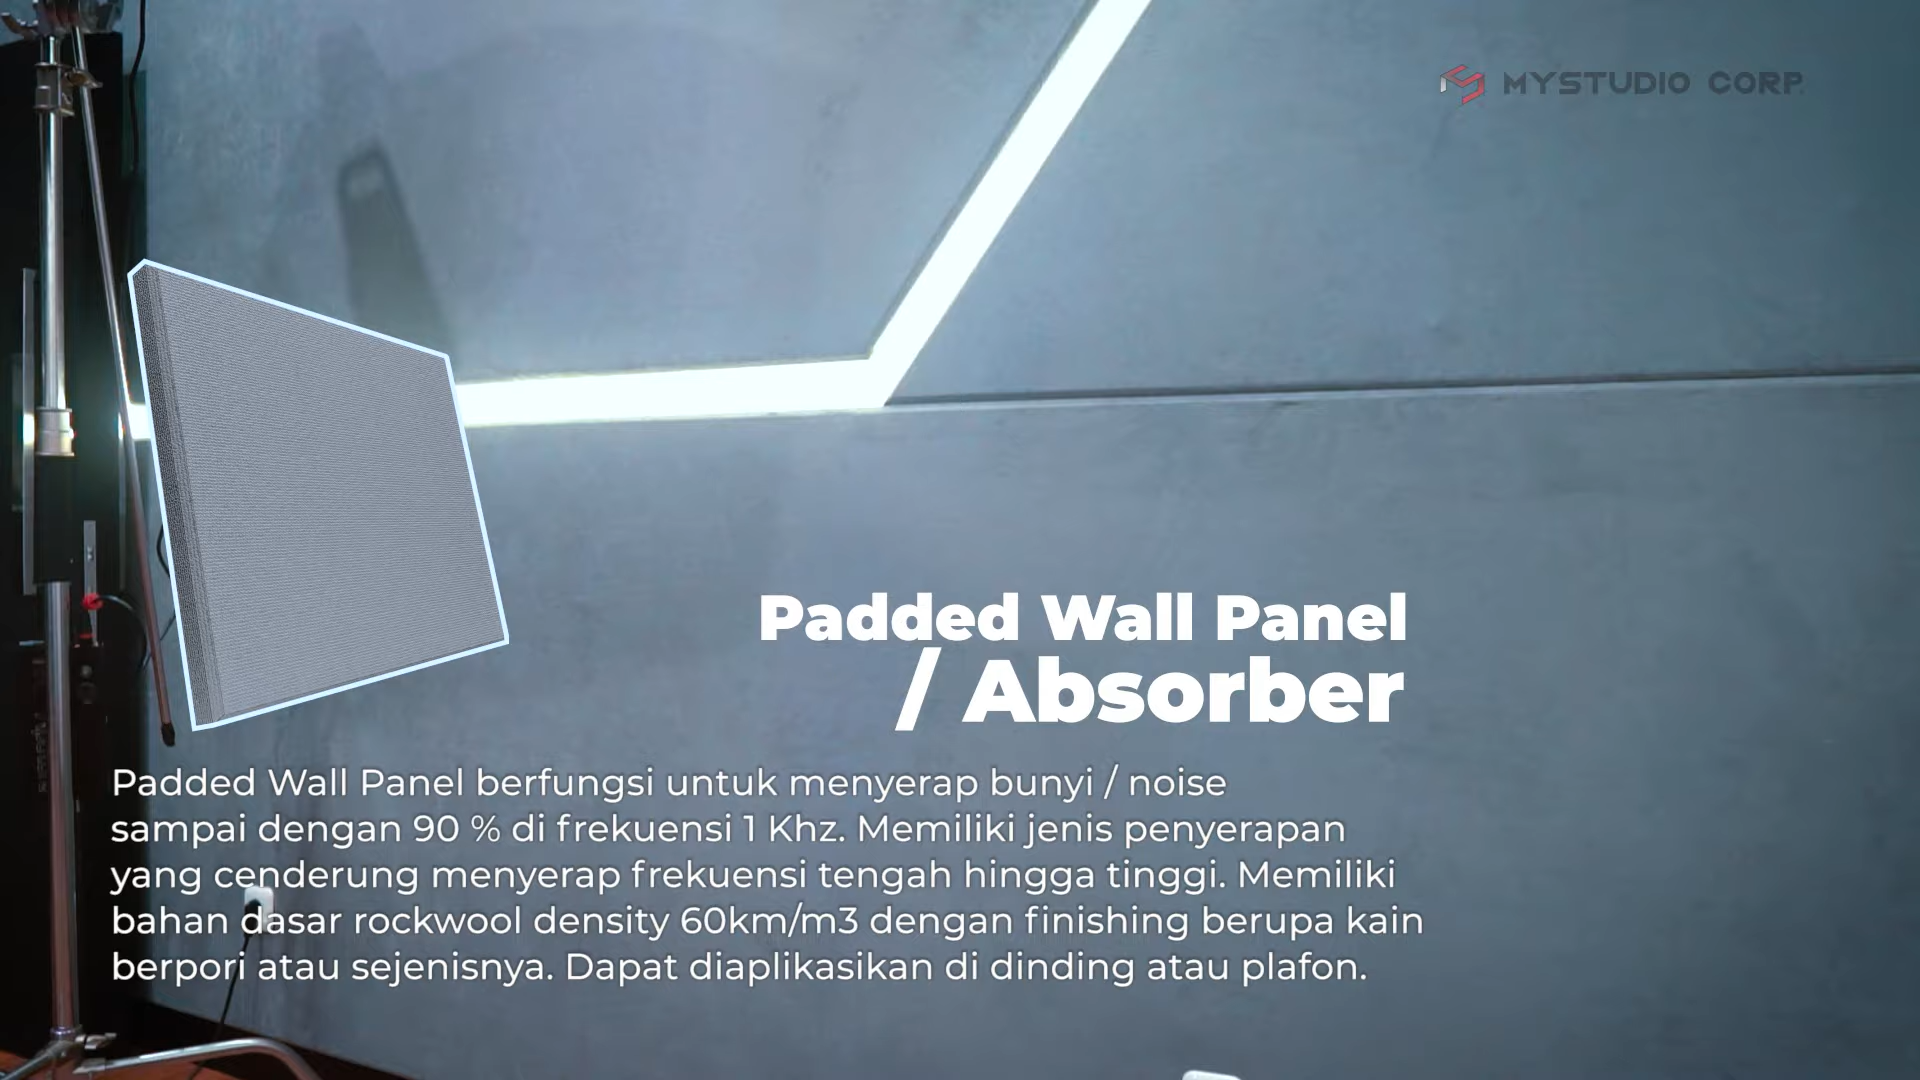 MYSTUDIO CORP.
Padded Wall Panel
/ Absorber
Padded Wall Panel berfungsi untuk menyerap bunyi / noise
sampai dengan 90 % di frekuensi 1 Khz. Memiliki jenis penyerapan
yang cenderung menyerap frekuensi tengah hingga tinggi. Memiliki
bahan dasar rockwool density 60km/m3 dengan finishing berupa kain
berpori atau sejenisnya. Dapat diaplikasikan di dinding atau plafon.